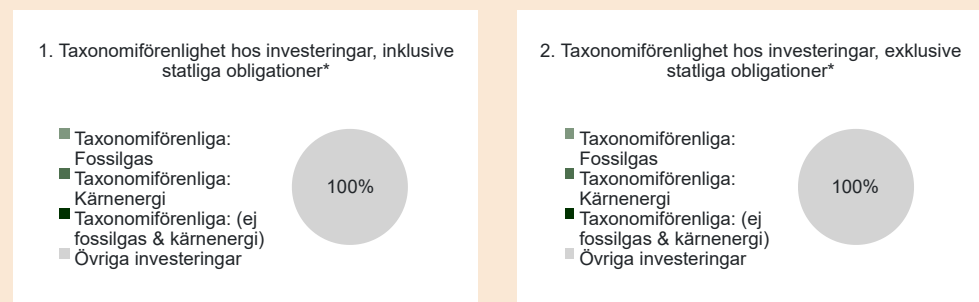 1. Taxonomiförenlighet hos investeringar, inklusive
statliga obligationer*
Taxonomiförenliga:
Fossilgas
Taxonomiförenliga:
Kärnenergi
Taxonomiförenliga: (ej
fossilgas & kärnenergi)
Övriga investeringar
100%
2. Taxonomiförenlighet hos investeringar, exklusive
statliga obligationer*
Taxonomiförenliga:
Fossilgas
Taxonomiförenliga:
Kärnenergi
Taxonomiförenliga: (ej
fossilgas & kärnenergi)
Övriga investeringar
100%